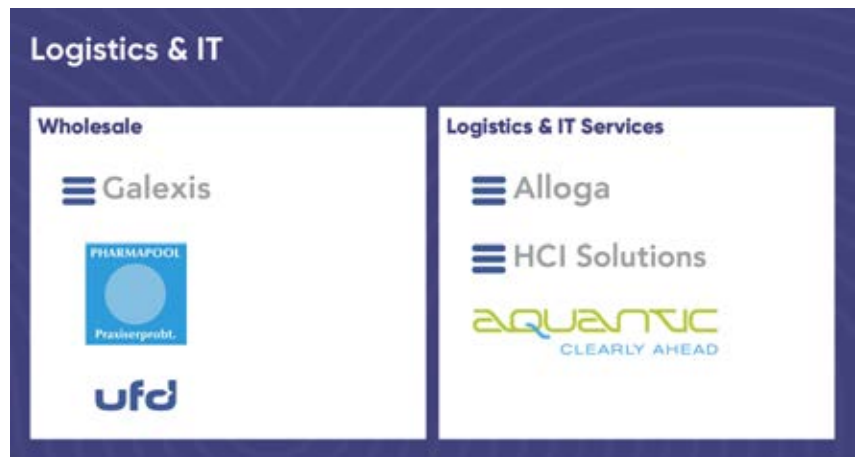 Logistics & IT
Wholesale
Galexis
PHARMAPOOL
Praxiserprobt.
ufd
Logistics & IT Services
Alloga
HCI Solutions
aquantic
CLEARLY AHEAD